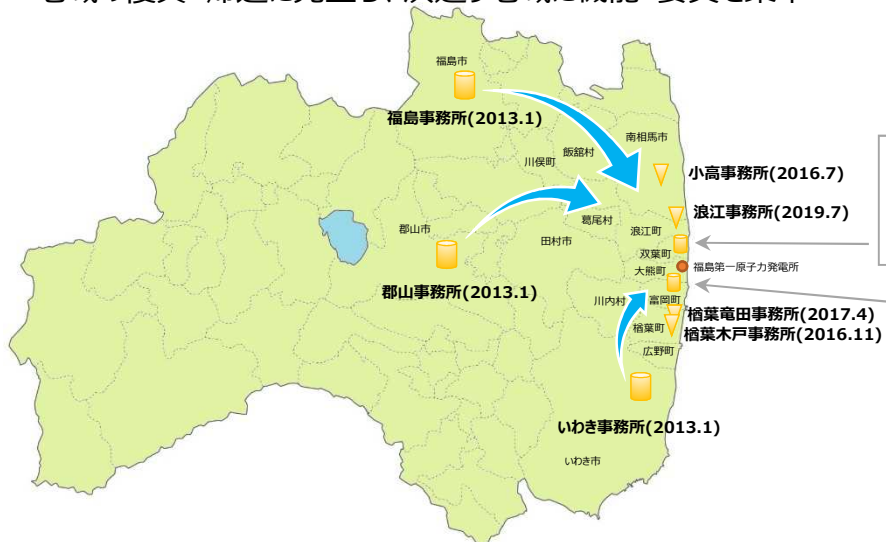 福島市
福島事務所(2013.1)
南相馬市
飯舘村
川俣町
小高事務所(2016.7)
浪江事務所(2019.7)
葛尾村
浪江町
郡山市
田村市
双葉町
大熊町
福島第一原子力発電所
郡山事務所(2013.1)
川内村
富岡町
楢葉竜田事務所(2017.4)
楢葉町
楢葉木戸事務所(2016.11)
広野町
いわき事務所(2013.1)
いわき市